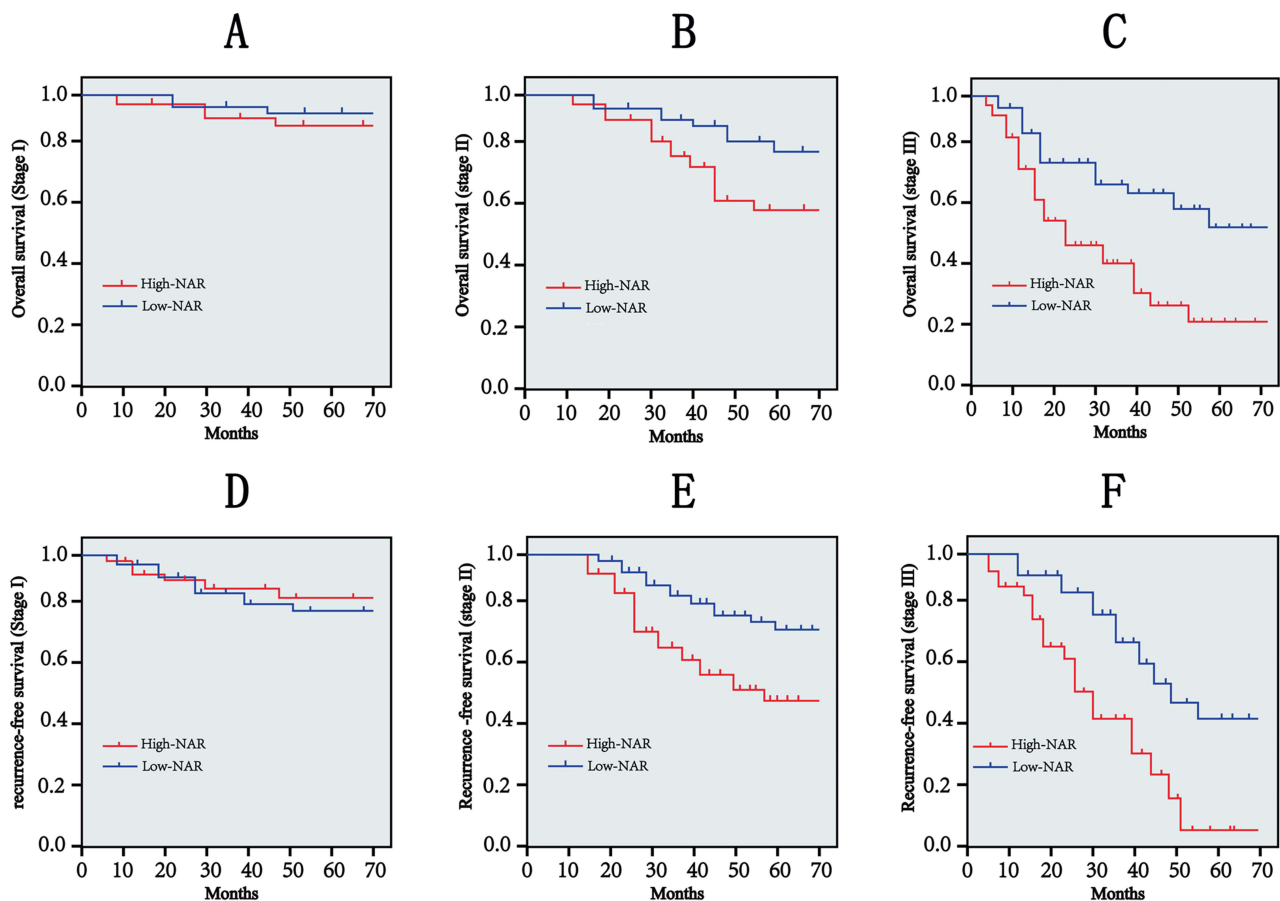 A
B
C
Overall survival (Stage I)
1.0
0.8
0.6
0.4
0.2
0.0
High-NAR
Low-NAR
0 10 20 30 40 50 60 70
Months
Overall survival (stage II)
1.0
0.8
0.6
0.4
0.2
0.0
High-NAR
Low-NAR
0 10 20 30 40 50 60 70
Months
Overall survival (stage III)
1.0
0.8
0.6
0.4
0.2
0.0
High-NAR
Low-NAR
0 10 20 30 40 50 60 70
Months
D
E
F
recurrence-free survival (Stage I)
1.0
0.8
0.6
0.4
0.2
0.0
High-NAR
Low-NAR
0 10 20 30 40 50 60 70
Months
Recurrence -free survival (stage II)
1.0
0.8
0.6
0.4
0.2
0.0
High-NAR
Low-NAR
0 10 20 30 40 50 60 70
Months
Recurrence-free survival (stage III)
1.0
0.8
0.6
0.4
0.2
0.0
High-NAR
Low-NAR
0 10 20 30 40 50 60 70
Months